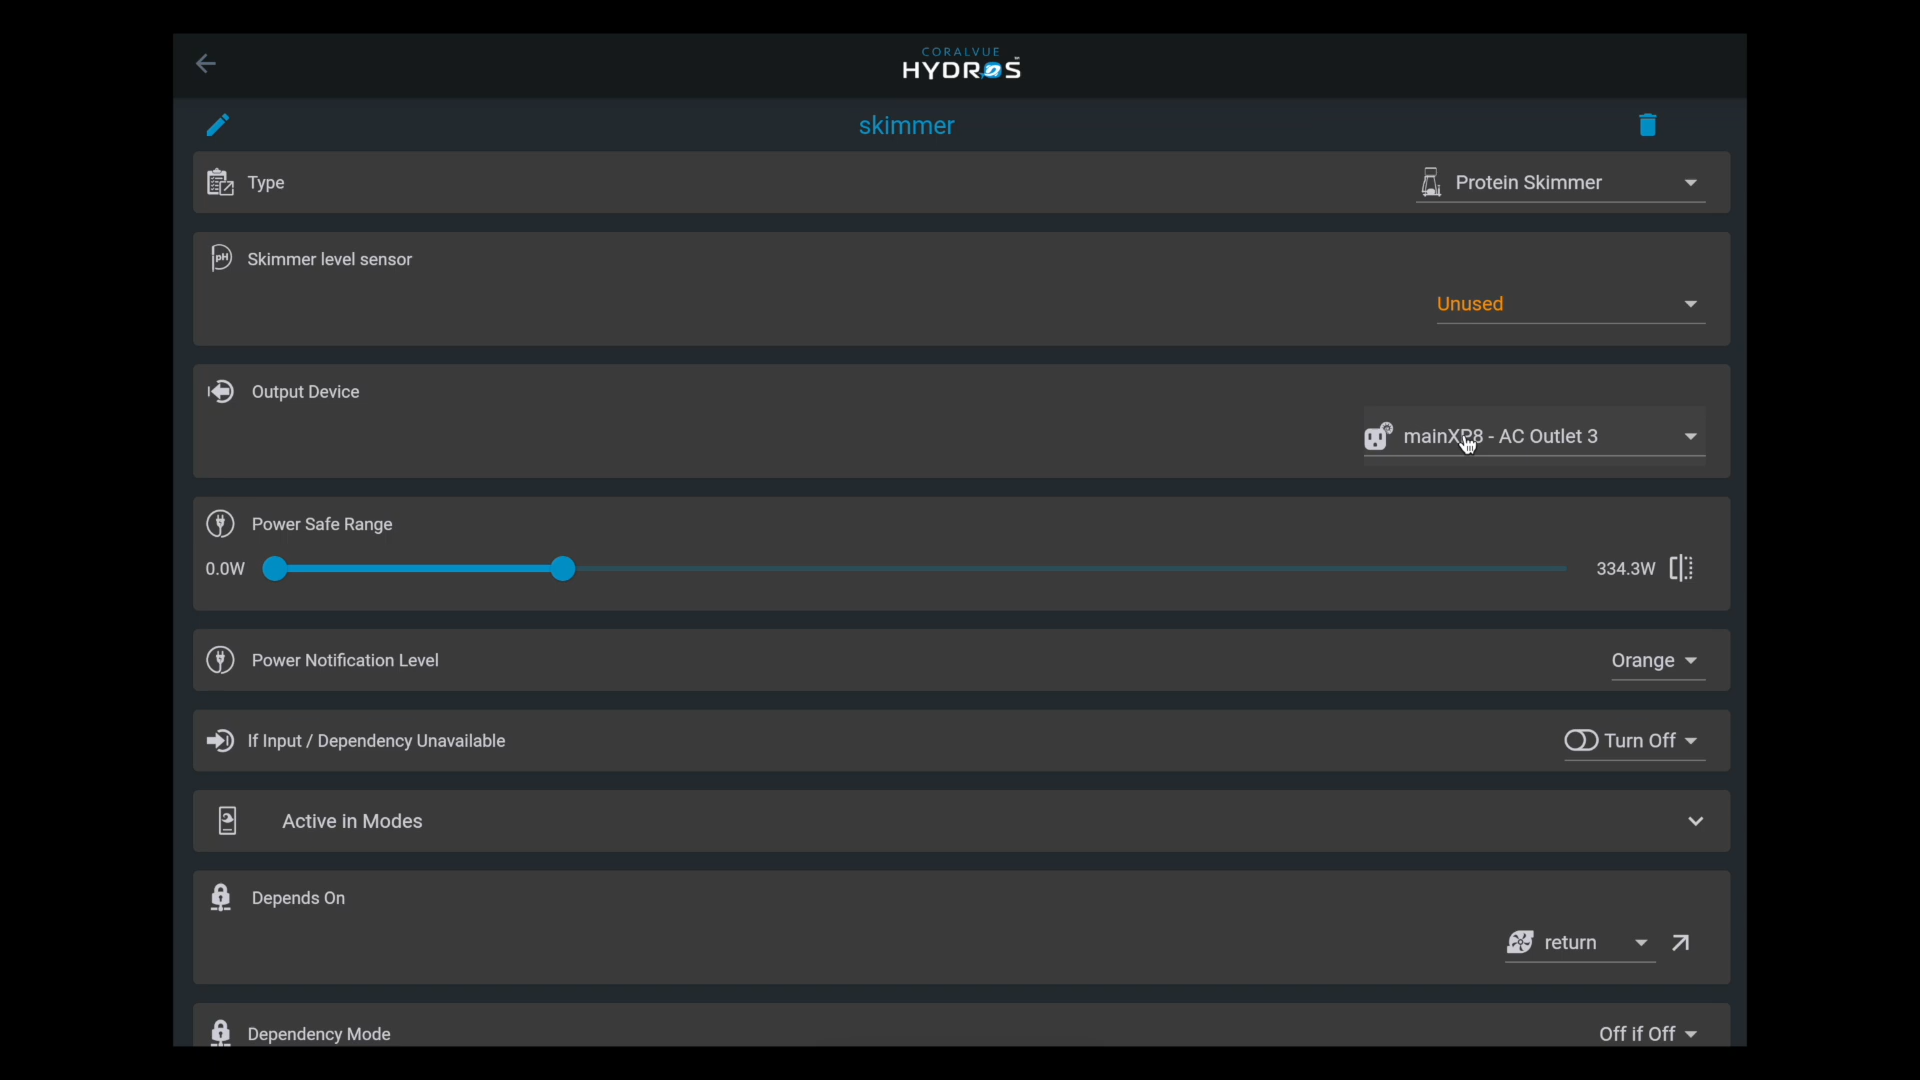 CORALVUE
HYDROS
skimmer
Type
Protein Skimmer
pH
Skimmer level sensor
Unused
Output Device
mainXP8 - AC Outlet 3
Power Safe Range
0.0W
334.3W
Power Notification Level
Orange
If Input / Dependency Unavailable
Turn Off
Active in Modes
Depends On
return
Dependency Mode
Off if Off